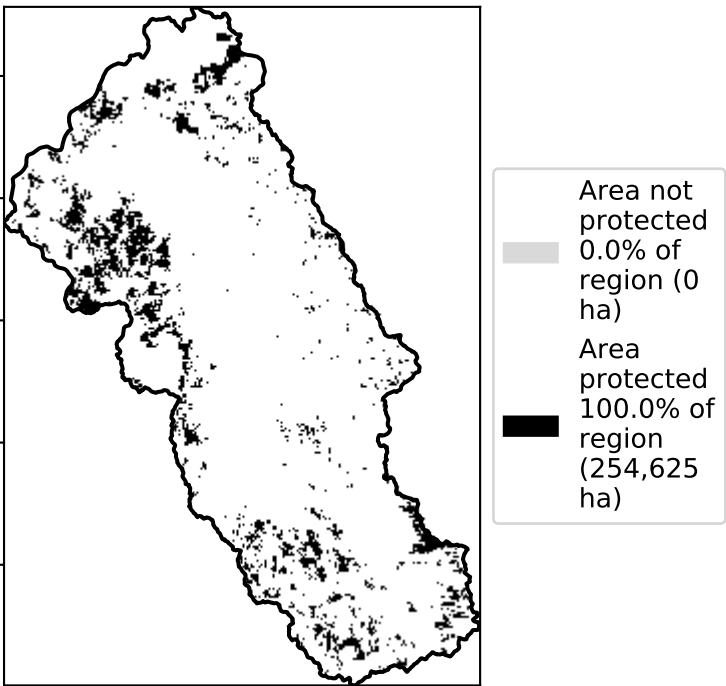 Area not
protected
0.0% of
region (0
ha)
Area
protected
100.0% of
region
(254,625
ha)